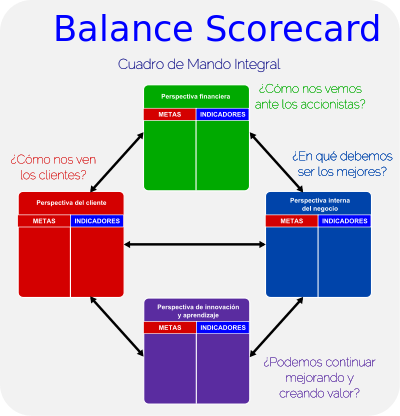 Balance Scorecard
Cuadro de Mando Integral
Perspectiva financiera
METAS INDICADORES
¿Cómo nos vemos
ante los accionistas?
¿Cómo nos ven
los clientes?
Perspectiva del cliente
METAS INDICADORES
¿En qué debemos
ser los mejores?
Perspectiva interna
del negocio
METAS INDICADORES
Perspectiva de innovación
y aprendizaje
METAS INDICADORES
¿Podemos continuar
mejorando y
creando valor?